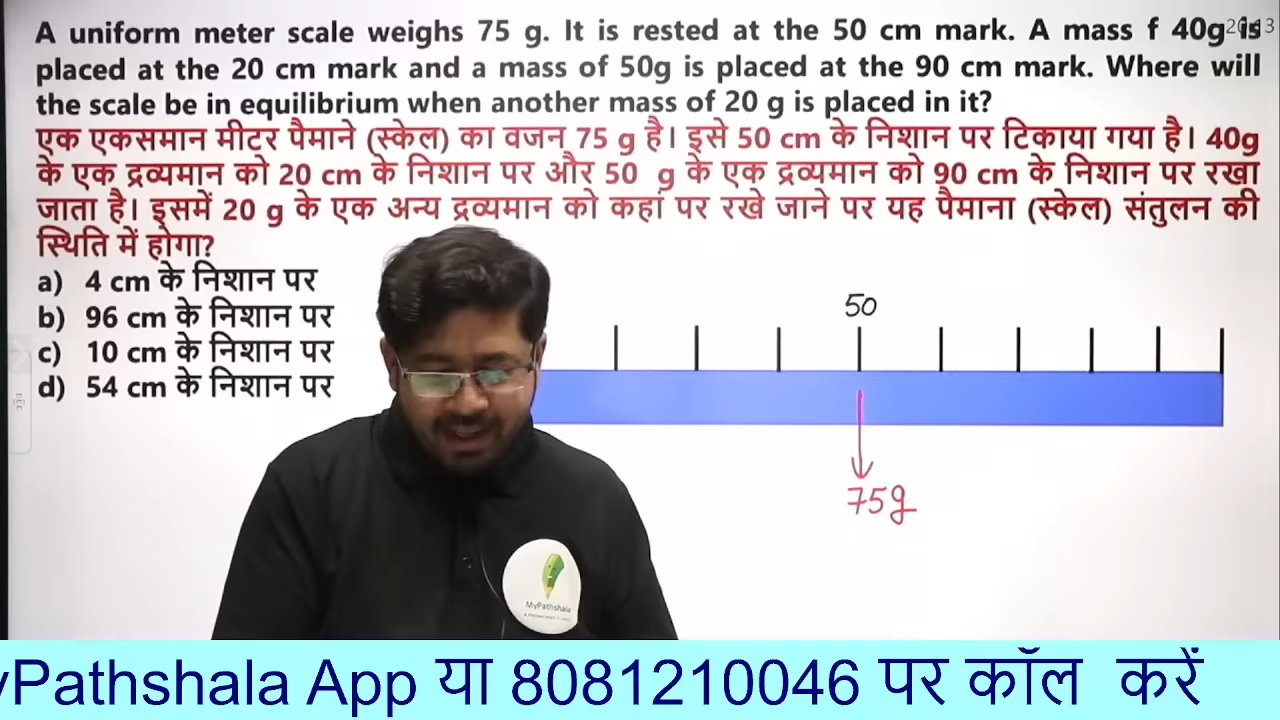 A uniform meter scale weighs 75 g. It is rested at the 50 cm mark. A mass f 40g is
placed at the 20 cm mark and a mass of 50g is placed at the 90 cm mark. Where will
the scale be in equilibrium when another mass of 20 g is placed in it?
एक एकसमान मीटर पैमाने (स्केल) का वजन 75 g है। इसे 50 cm के निशान पर टिकाया गया है। 40g
के एक द्रव्यमान को 20 cm के निशान पर और 50 g के एक द्रव्यमान को 90 cm के निशान पर रखा
जाता है। इसमें 20 g के एक अन्य द्रव्यमान को कहां पर रखे जाने पर यह पैमाना (स्केल) संतुलन की
स्थिति में होगा?
a) 4 cm के निशान पर
b) 96 cm के निशान पर
c) 10 cm के निशान पर
d) 54 cm के निशान पर
50
75g
MyPathshala
yPathshala App या 8081210046 पर कॉल करें